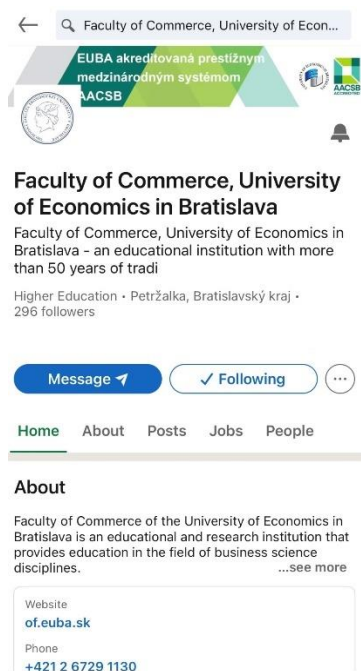 Faculty of Commerce, University of Econ...
EUBA akreditovaná prestížnym
medzinárodným systémom
AACSB
AACSB
ACCREDITED
Faculty of Commerce, University
of Economics in Bratislava
Faculty of Commerce, University of Economics in
Bratislava - an educational institution with more
than 50 years of tradi
Higher Education • Petržalka, Bratislavský kraj •
296 followers
Message
Following
Home About Posts Jobs People
About
Faculty of Commerce of the University of Economics in
Bratislava is an educational and research institution that
provides education in the field of business science
disciplines. ...see more
Website
of.euba.sk
Phone
+421 2 6729 1130